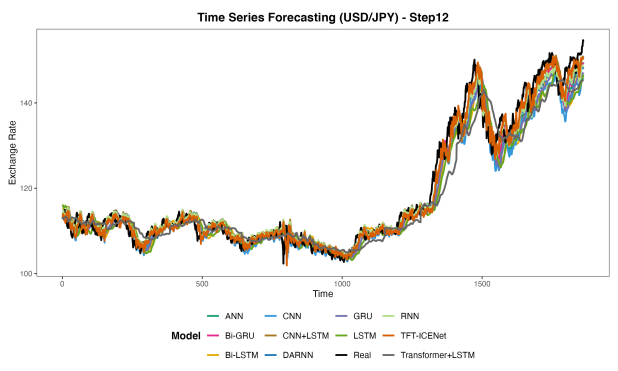 Time Series Forecasting (USD/JPY) - Step12
Exchange Rate
140
120
100
0 500 1000 1500
Time
Model
ANN CNN GRU RNN
Bi-GRU CNN+LSTM LSTM TFT-ICENet
Bi-LSTM DARNN Real Transformer+LSTM